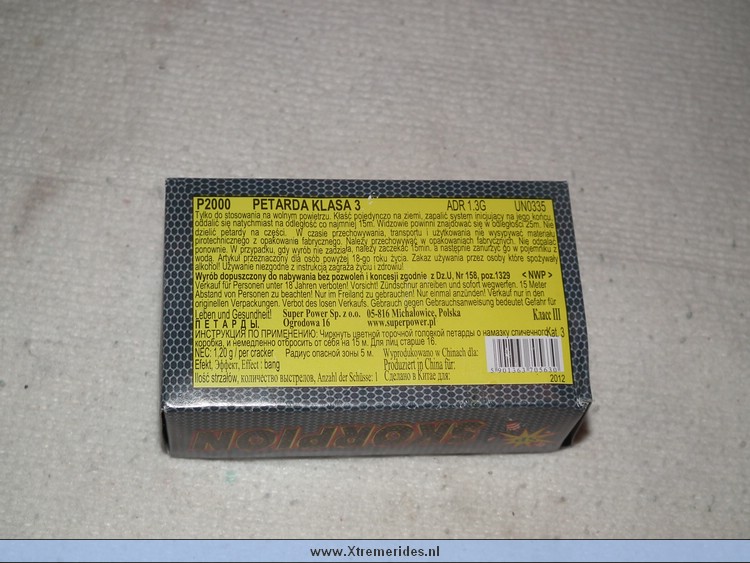 P2000 PETARDA KLASA 3 ADR 1.3G UN0335
Tylko do stosowania na wolnym powietrzu. Kłaść pojedynczo na ziemi, zapalić system inicjujący na jego końcu,
oddalić się natychmiast na odległość co najmniej 15m. Widzowie powinni znajdować się w odległości 25m. Nie
dzielić petardy na części. W czasie przechowywania, transportu i użytkowania nie wysypywać materiału
pirotechnicznego z opakowanie fabrycznego. Należy przechowywać w opakowaniach fabrycznych. Nie odpalać
ponownie. W przypadku, gdy wyrób nie zadziała, należy zaczekać 15min. a następnie zanurzyć go w pojemniku z
wodą. Artykuł przeznaczony dla osób powyżej 18-go roku życia. Zakaz używania przez osoby które spożywały
alkohol! Używanie niezgodne z instrukcją zagraża życiu i zdrowiu!
Wyrób dopuszczony do nabywania bez pozwoleń i koncesji zgodnie z Dz.U, Nr 158, poz.1329 <NWP>
Verkauf für Personen unter 18 Jahren verboten! Vorsicht! Zündschnur anreiben und sofort wegwerfen. 15 Meter
Abstand von Personen zu beachten! Nur im Freiland zu gebrauchen! Nur einmal anzünden! Verkauf nur in den
originellen Verpackungen. Verbot des losen Verkaufs. Gebrauch gegen Gebrauchsanweisung bedeutet Gefahr für
Leben und Gesundheit! Super Power Sp. z o.o. 05-816 Michałowice, Polska Класс III
ПЕТАРДЫ. Ogrodowa 16 www.superpower.pl
ИНСТРУКЦИЯ ПО ПРИМЕНЕНИЮ: Чиркнуть цветной торочной головкой петарды о намазку спичечного Kat. 3
коробка, и немедленно отбросить от себя на 15 м. Для лиц старше 16.
NEC: 1.20 g / per cracker Радиус опасной зоны 5 м. Wyprodukowano w Chinach dla:
Efekt, Эффект, Effect : bang Produziert in China für:
Ilość strzałów, количество выстрелов, Anzahl der Schüsse: 1 Сделано в Китае для:
2012
SKORPION
www.Xtremerides.nl